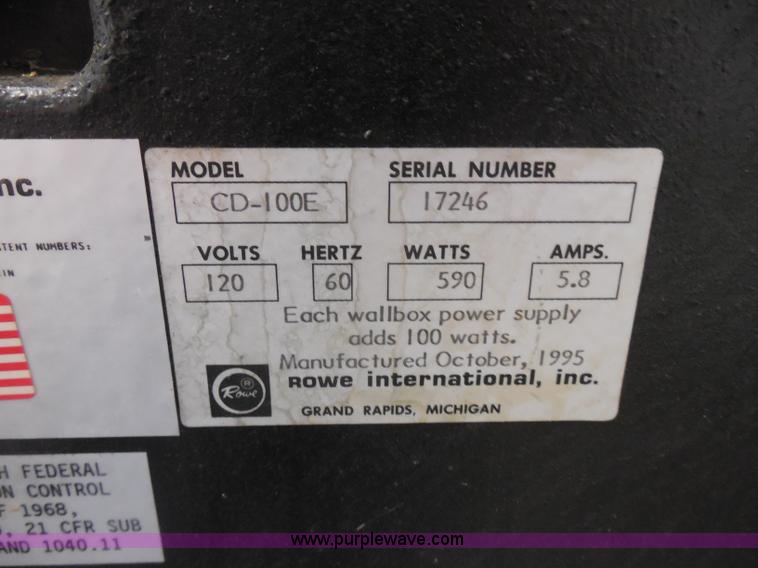 nc.
TENT NUMBERS:
IN
MODEL SERIAL NUMBER
CD-100E 17246
VOLTS HERTZ WATTS AMPS.
120 60 590 5.8
Each wallbox power supply
adds 100 watts.
Manufactured October, 1995
Rowe ® ROWE international, inc.
GRAND RAPIDS, MICHIGAN
H FEDERAL
ON CONTROL
F 1968,
, 21 CFR SUB
AND 1040.11
www.purplewave.com